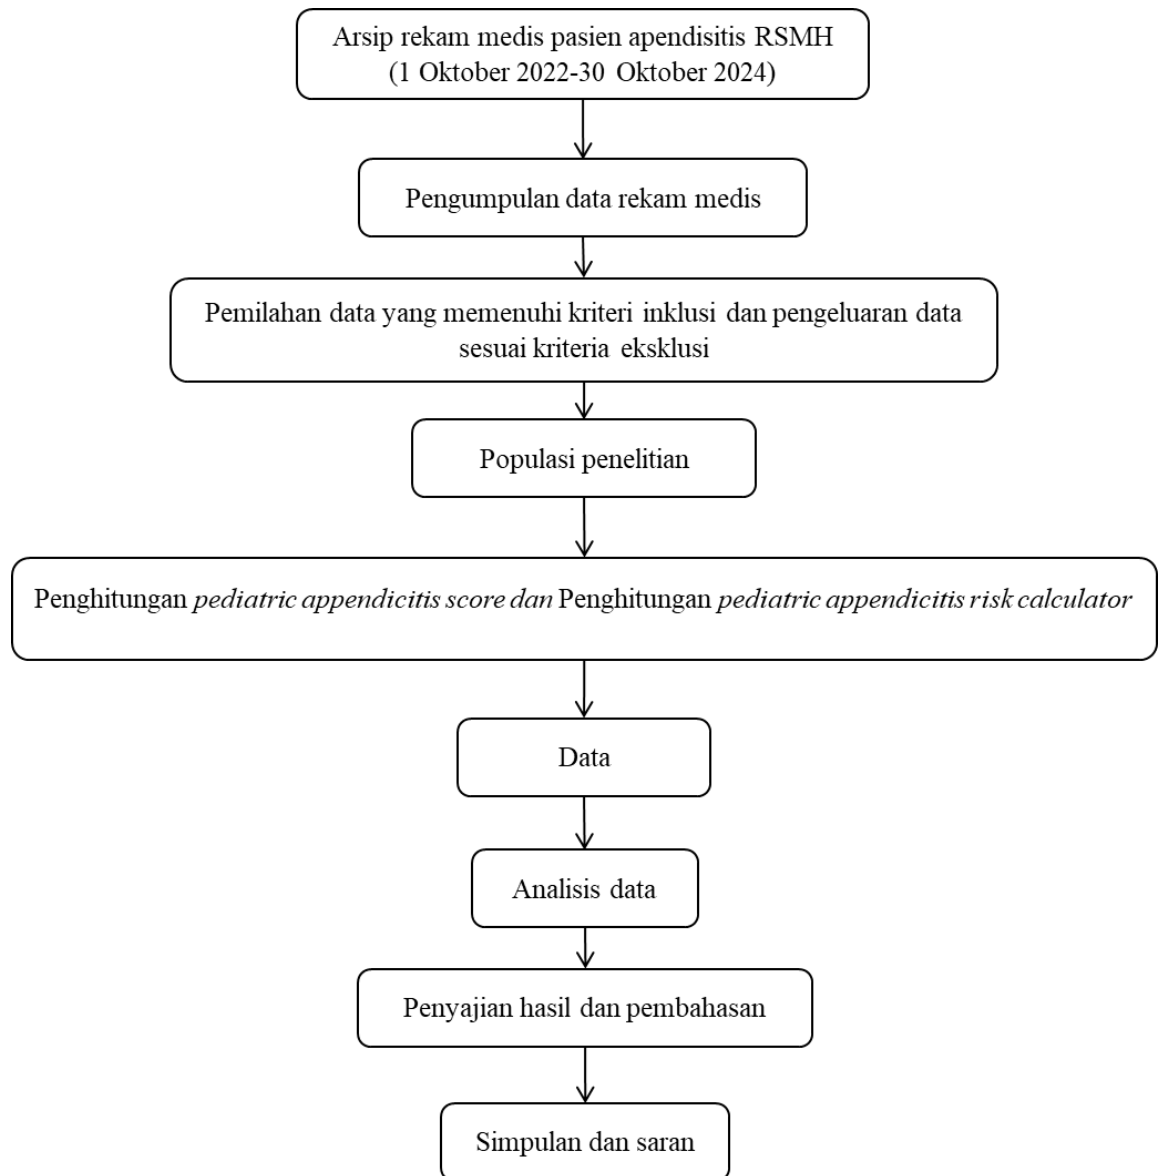 Arsip rekam medis pasien apendisitis RSMH
(1 Oktober 2022-30 Oktober 2024)
Pengumpulan data rekam medis
Pemilahan data yang memenuhi kriteri inklusi dan pengeluaran data
sesuai kriteria eksklusi
Populasi penelitian
Penghitungan pediatric appendicitis score dan Penghitungan pediatric appendicitis risk calculator
Data
Analisis data
Penyajian hasil dan pembahasan
Simpulan dan saran